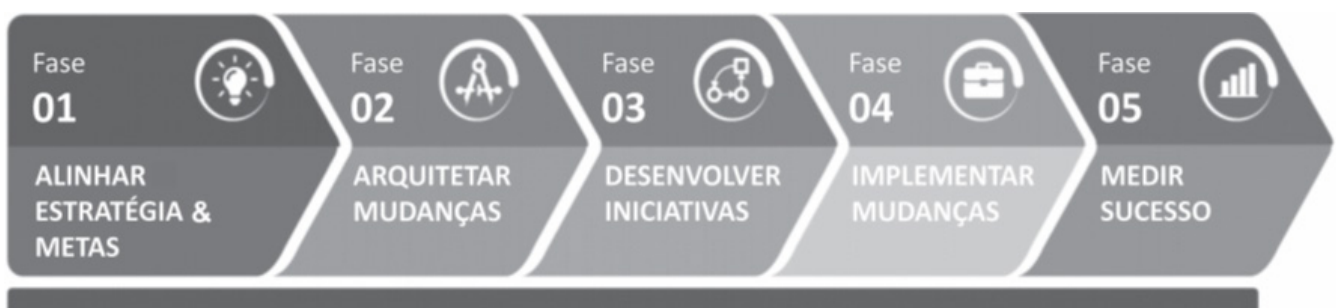 Fase
01
ALINHAR
ESTRATÉGIA &
METAS
Fase
02
ARQUITETAR
MUDANÇAS
Fase
03
DESENVOLVER
INICIATIVAS
Fase
04
IMPLEMENTAR
MUDANÇAS
Fase
05
MEDIR
SUCESSO